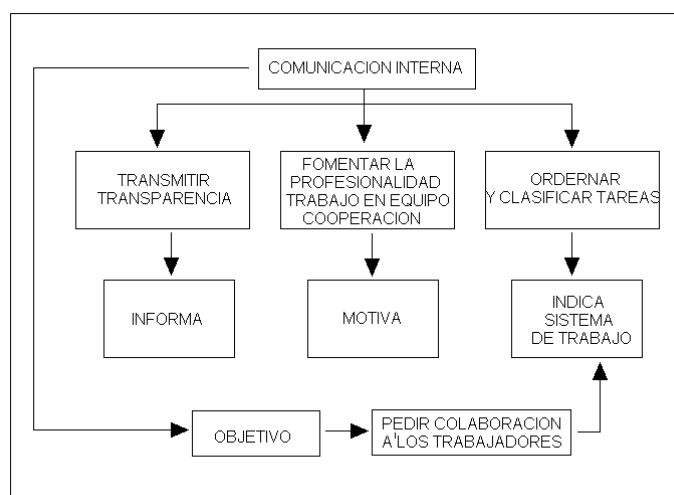 COMUNICACION INTERNA
TRANSMITIR
TRANSPARENCIA
FOMENTAR LA
PROFESIONALIDAD
TRABAJO EN EQUIPO
COOPERACION
ORDERNAR
Y CLASIFICAR TAREAS
INFORMA
MOTIVA
INDICA
SISTEMA
DE TRABAJO
OBJETIVO
PEDIR COLABORACION
A'LOS TRABAJADORES